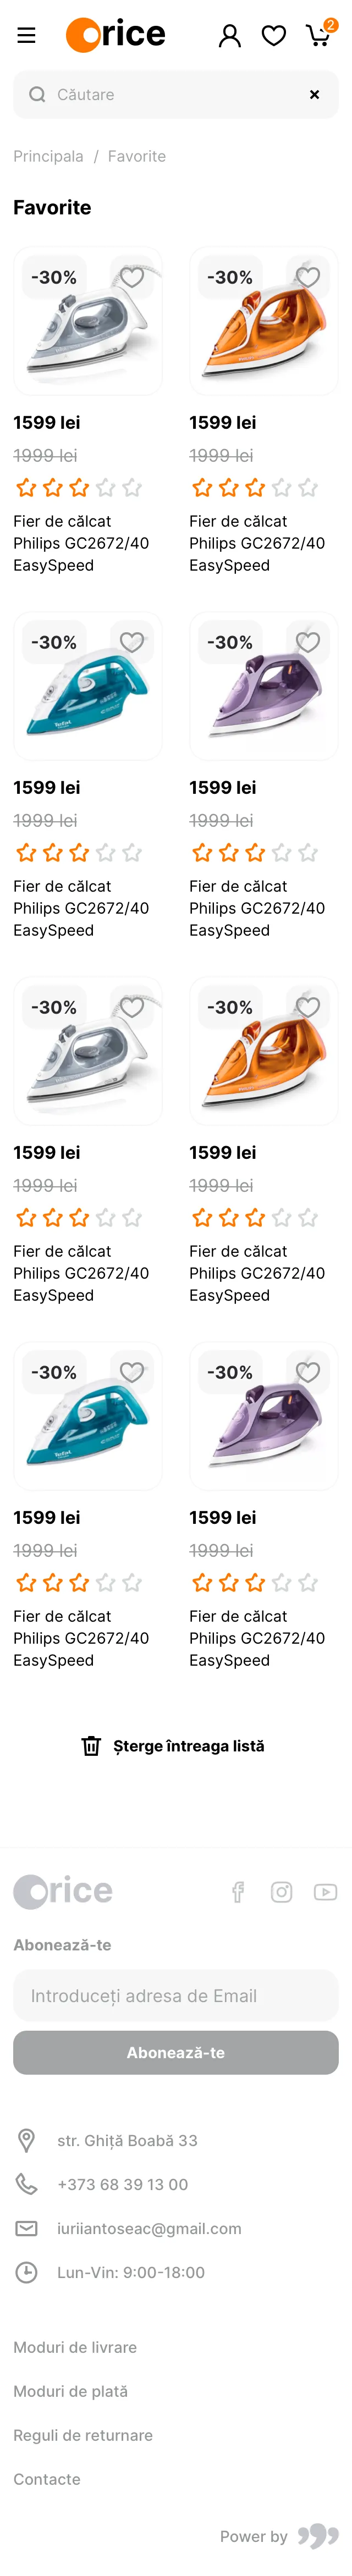 Orice
2
Căutare
Principala / Favorite
Favorite
-30%
-30%
1599 lei
1599 lei
1999 lei
1999 lei
Fier de călcat
Philips GC2672/40
EasySpeed
Fier de călcat
Philips GC2672/40
EasySpeed
-30%
-30%
Tefal
1599 lei
1599 lei
1999 lei
1999 lei
Fier de călcat
Philips GC2672/40
EasySpeed
Fier de călcat
Philips GC2672/40
EasySpeed
-30%
-30%
1599 lei
1599 lei
1999 lei
1999 lei
Fier de călcat
Philips GC2672/40
EasySpeed
Fier de călcat
Philips GC2672/40
EasySpeed
-30%
-30%
Tefal
1599 lei
1599 lei
1999 lei
1999 lei
Fier de călcat
Philips GC2672/40
EasySpeed
Fier de călcat
Philips GC2672/40
EasySpeed
Șterge întreaga listă
Orice
Abonează-te
Introduceți adresa de Email
Abonează-te
str. Ghiță Boabă 33
+373 68 39 13 00
iuriiantoseac@gmail.com
Lun-Vin: 9:00-18:00
Moduri de livrare
Moduri de plată
Reguli de returnare
Contacte
Power by